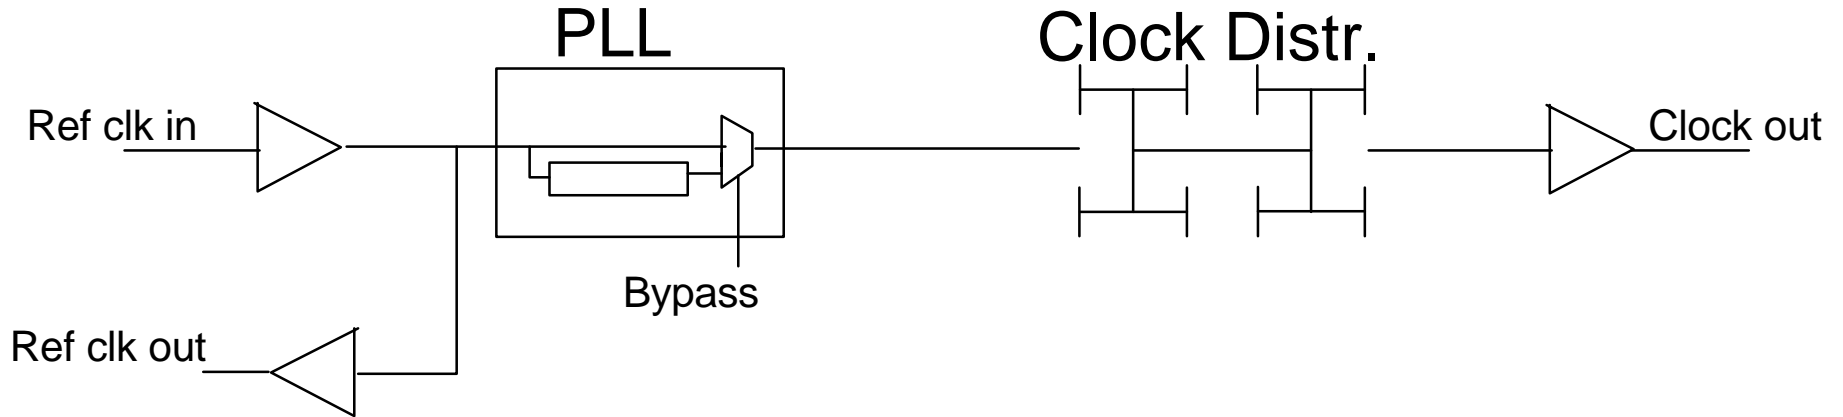 PLL
Clock Distr.
Ref clk in
Clock out
Bypass
Ref clk out